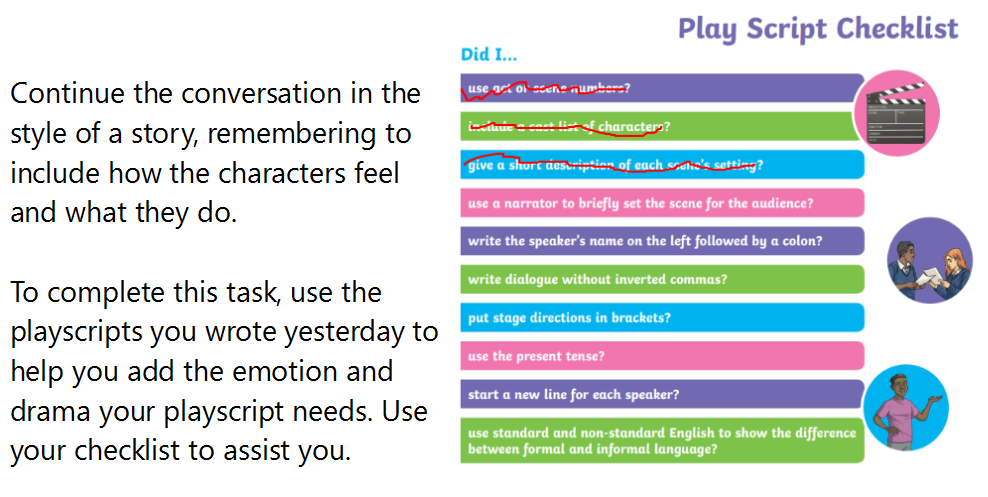 Play Script Checklist
Did I...
Continue the conversation in the
style of a story, remembering to
include how the characters feel
and what they do.
To complete this task, use the
playscripts you wrote yesterday to
help you add the emotion and
drama your playscript needs. Use
your checklist to assist you.
use act or scene numbers?
include a cast list of characters?
give a short description of each scene's setting?
use a narrator to briefly set the scene for the audience?
write the speaker's name on the left followed by a colon?
write dialogue without inverted commas?
put stage directions in brackets?
use the present tense?
start a new line for each speaker?
use standard and non-standard English to show the difference
between formal and informal language?